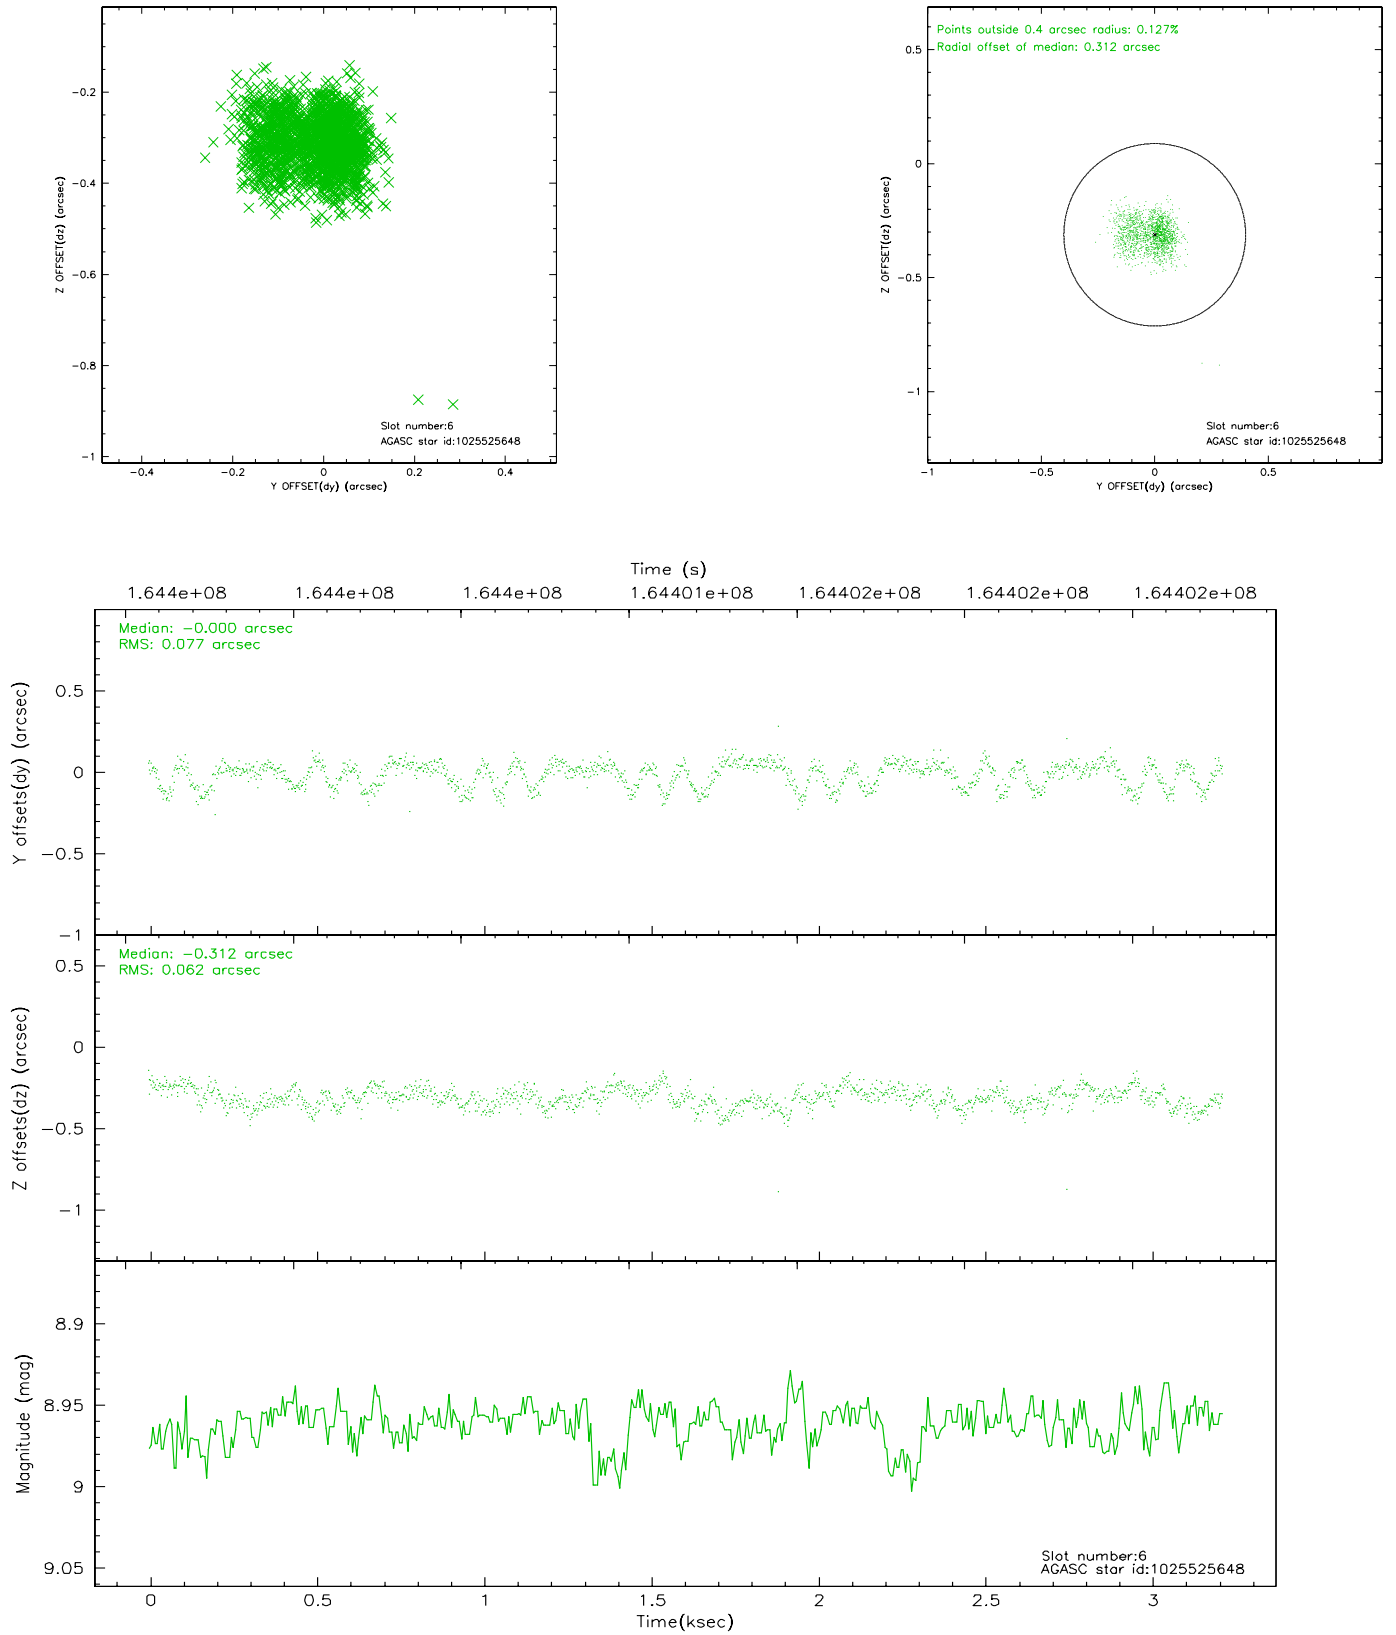 −0.2
−0.4
−0.6
−0.8
−1
Z OFFSET(dz) (arcsec)
Slot number:6
AGASC star id:1025525648
−0.4 −0.2 0 0.2 0.4
Y OFFSET(dy) (arcsec)
Points outside 0.4 arcsec radius: 0.127%
Radial offset of median: 0.312 arcsec
0.5
0
−0.5
−1
Z OFFSET(dz) (arcsec)
Slot number:6
AGASC star id:1025525648
−1 −0.5 0 0.5
Y OFFSET(dy) (arcsec)
Time (s)
1.644e+08 1.644e+08 1.644e+08 1.64401e+08 1.64402e+08 1.64402e+08 1.64402e+08
Median: −0.000 arcsec
RMS: 0.077 arcsec
0.5
0
−0.5
−1
Y offsets(dy) (arcsec)
Median: −0.312 arcsec
RMS: 0.062 arcsec
0.5
0
−0.5
−1
Z offsets(dz) (arcsec)
8.9
8.95
9
9.05
Magnitude (mag)
Slot number:6
AGASC star id:1025525648
0 0.5 1 1.5 2 2.5 3
Time(ksec)